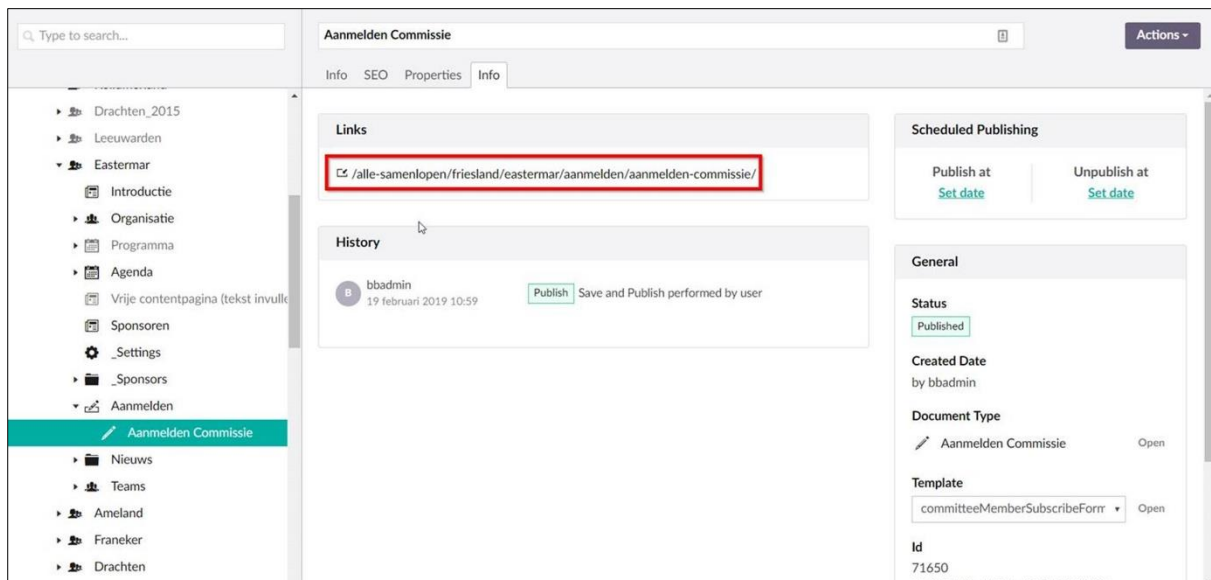 Type to search...
Aanmelden Commissie
Actions
Info SEO Properties Info
Drachten_2015
Leeuwarden
Eastermar
Introductie
Organisatie
Programma
Agenda
Vrije contentpagina (tekst invulle
Sponsoren
_Settings
_Sponsors
Aanmelden
Aanmelden Commissie
Nieuws
Teams
Ameland
Franeker
Drachten
Links
/alle-samenlopen/friesland/eastermar/aanmelden/aanmelden-commissie/
History
B
bbadmin
19 februari 2019 10:59
Publish Save and Publish performed by user
Scheduled Publishing
Publish at Unpublish at
Set date Set date
General
Status
Published
Created Date
by bbadmin
Document Type
Aanmelden Commissie Open
Template
committeeMemberSubscribeForm Open
Id
71650